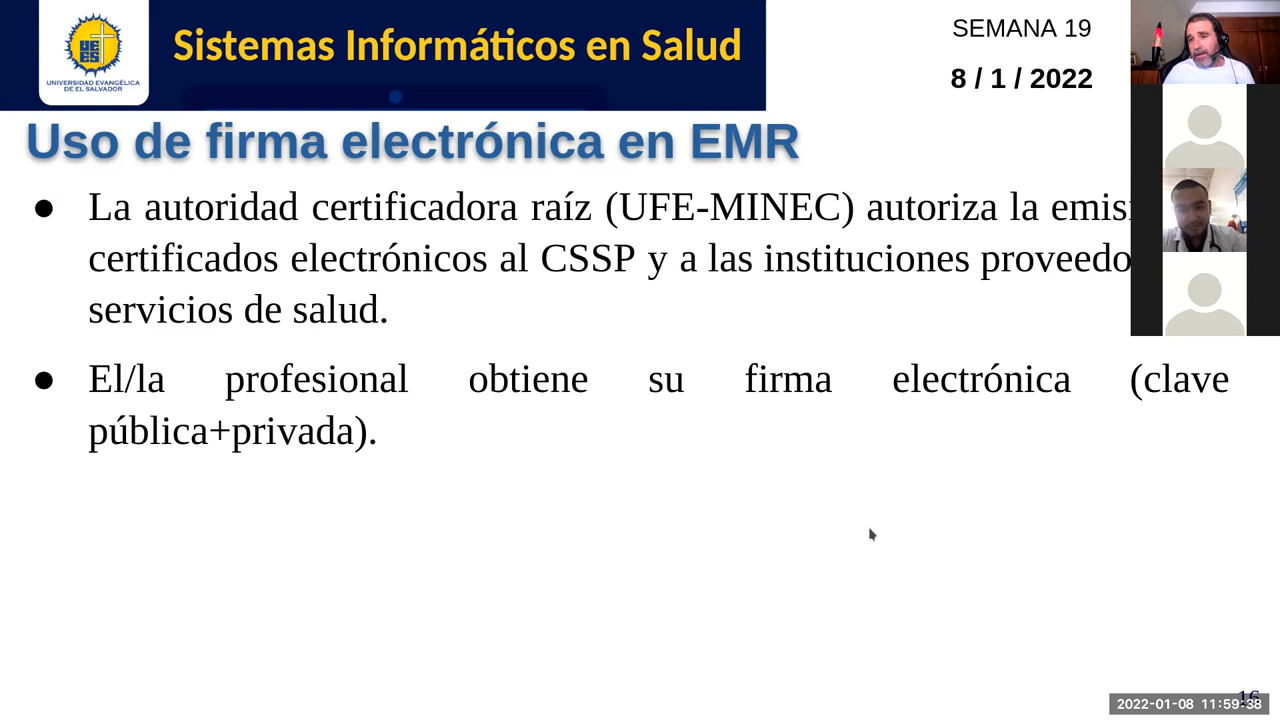 UNIVERSIDAD EVANGÉLICA
DE EL SALVADOR
Sistemas Informáticos en Salud
SEMANA 19
8 / 1 / 2022
Uso de firma electrónica en EMR
● La autoridad certificadora raíz (UFE-MINEC) autoriza la
certificados electrónicos al CSSP y a las instituciones
servicios de salud.
● El/la profesional obtiene su firma electrónica (clave
pública+privada).
16
2022-01-08 11:59:38